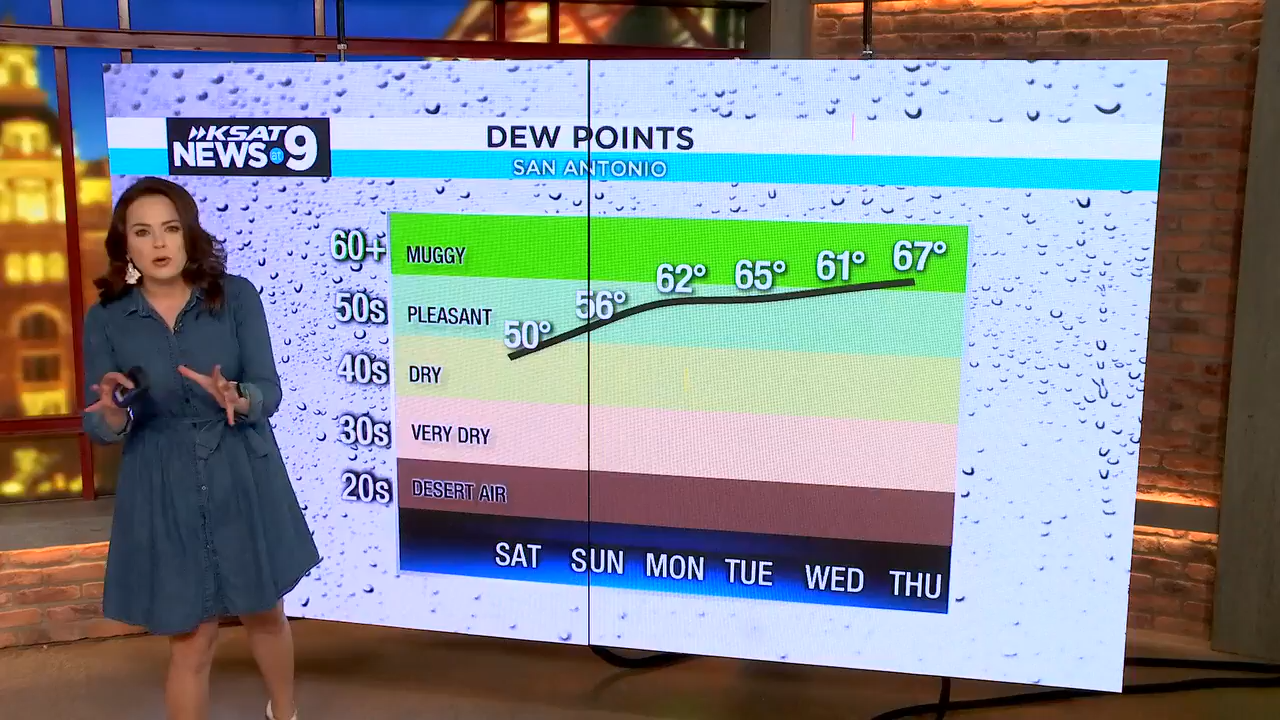 KSAT
NEWS AT 9
DEW POINTS
SAN ANTONIO
60+ MUGGY
50s PLEASANT
40s DRY
30s VERY DRY
20s DESERT AIR
50° 56° 62° 65° 61° 67°
SAT SUN MON TUE WED THU